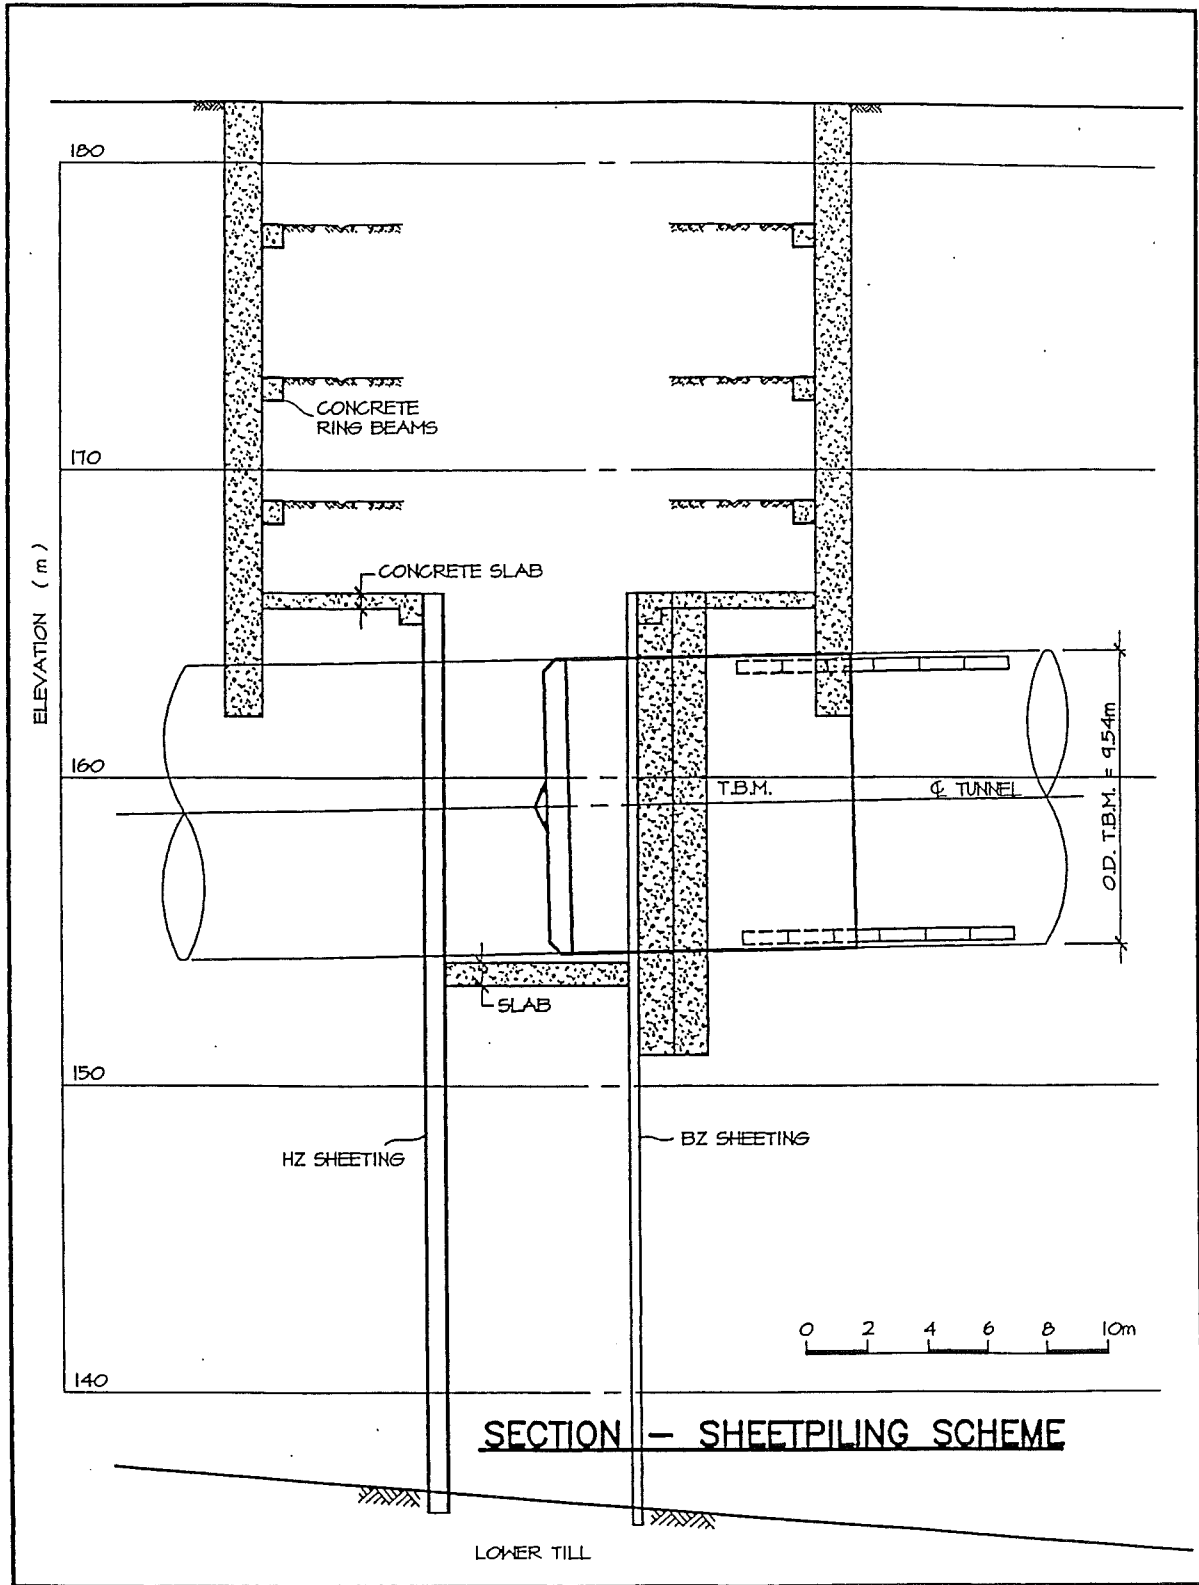 180
CONCRETE
RING BEAMS
170
CONCRETE SLAB
ELEVATION (m)
160
T.B.M.
℄ TUNNEL
O.D. T.B.M. = 9.54m
SLAB
150
HZ SHEETING
BZ SHEETING
0 2 4 6 8 10m
140
SECTION - SHEETPILING SCHEME
LOWER TILL